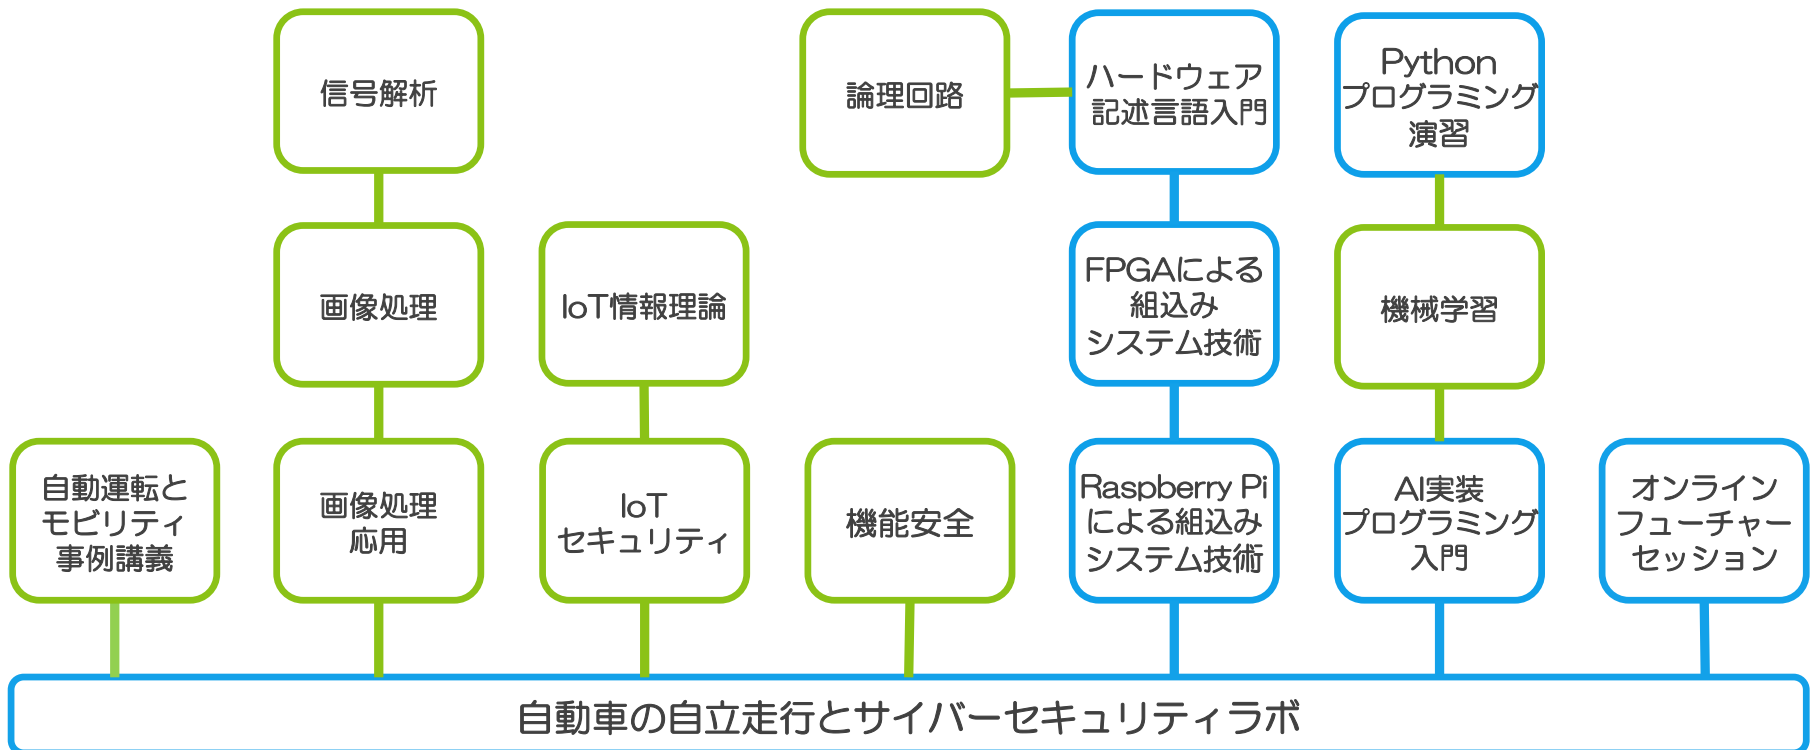 信号解析
論理回路
ハードウェア
記述言語入門
Python
プログラミング
演習
画像処理
IoT情報理論
FPGAによる
組込み
システム技術
機械学習
自動運転と
モビリティ
事例講義
画像処理
応用
IoT
セキュリティ
機能安全
Raspberry Pi
による組込み
システム技術
AI実装
プログラミング
入門
オンライン
フューチャー
セッション
自動車の自立走行とサイバーセキュリティラボ